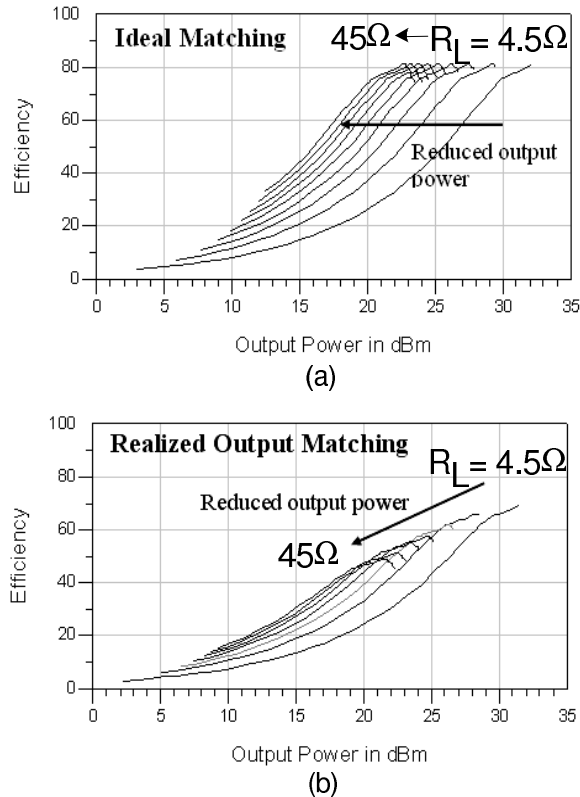 Ideal Matching
45Ω ← R_L = 4.5Ω
100
80
60
40
20
0
Efficiency
Reduced output
power
0 5 10 15 20 25 30 35
Output Power in dBm
(a)
100
80
60
40
20
0
Efficiency
Realized Output Matching
R_L = 4.5Ω
Reduced output power
45Ω
0 5 10 15 20 25 30 35
Output Power in dBm
(b)